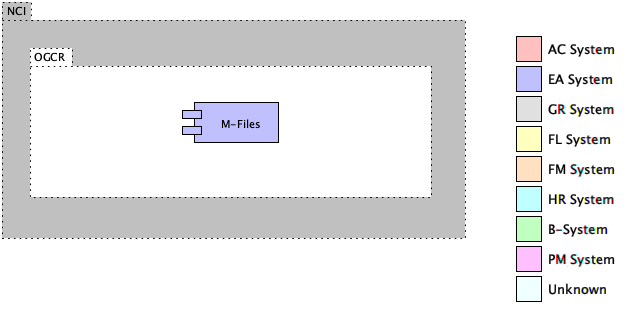 NCI
OGCR
M-Files
AC System
EA System
GR System
FL System
FM System
HR System
B-System
PM System
Unknown